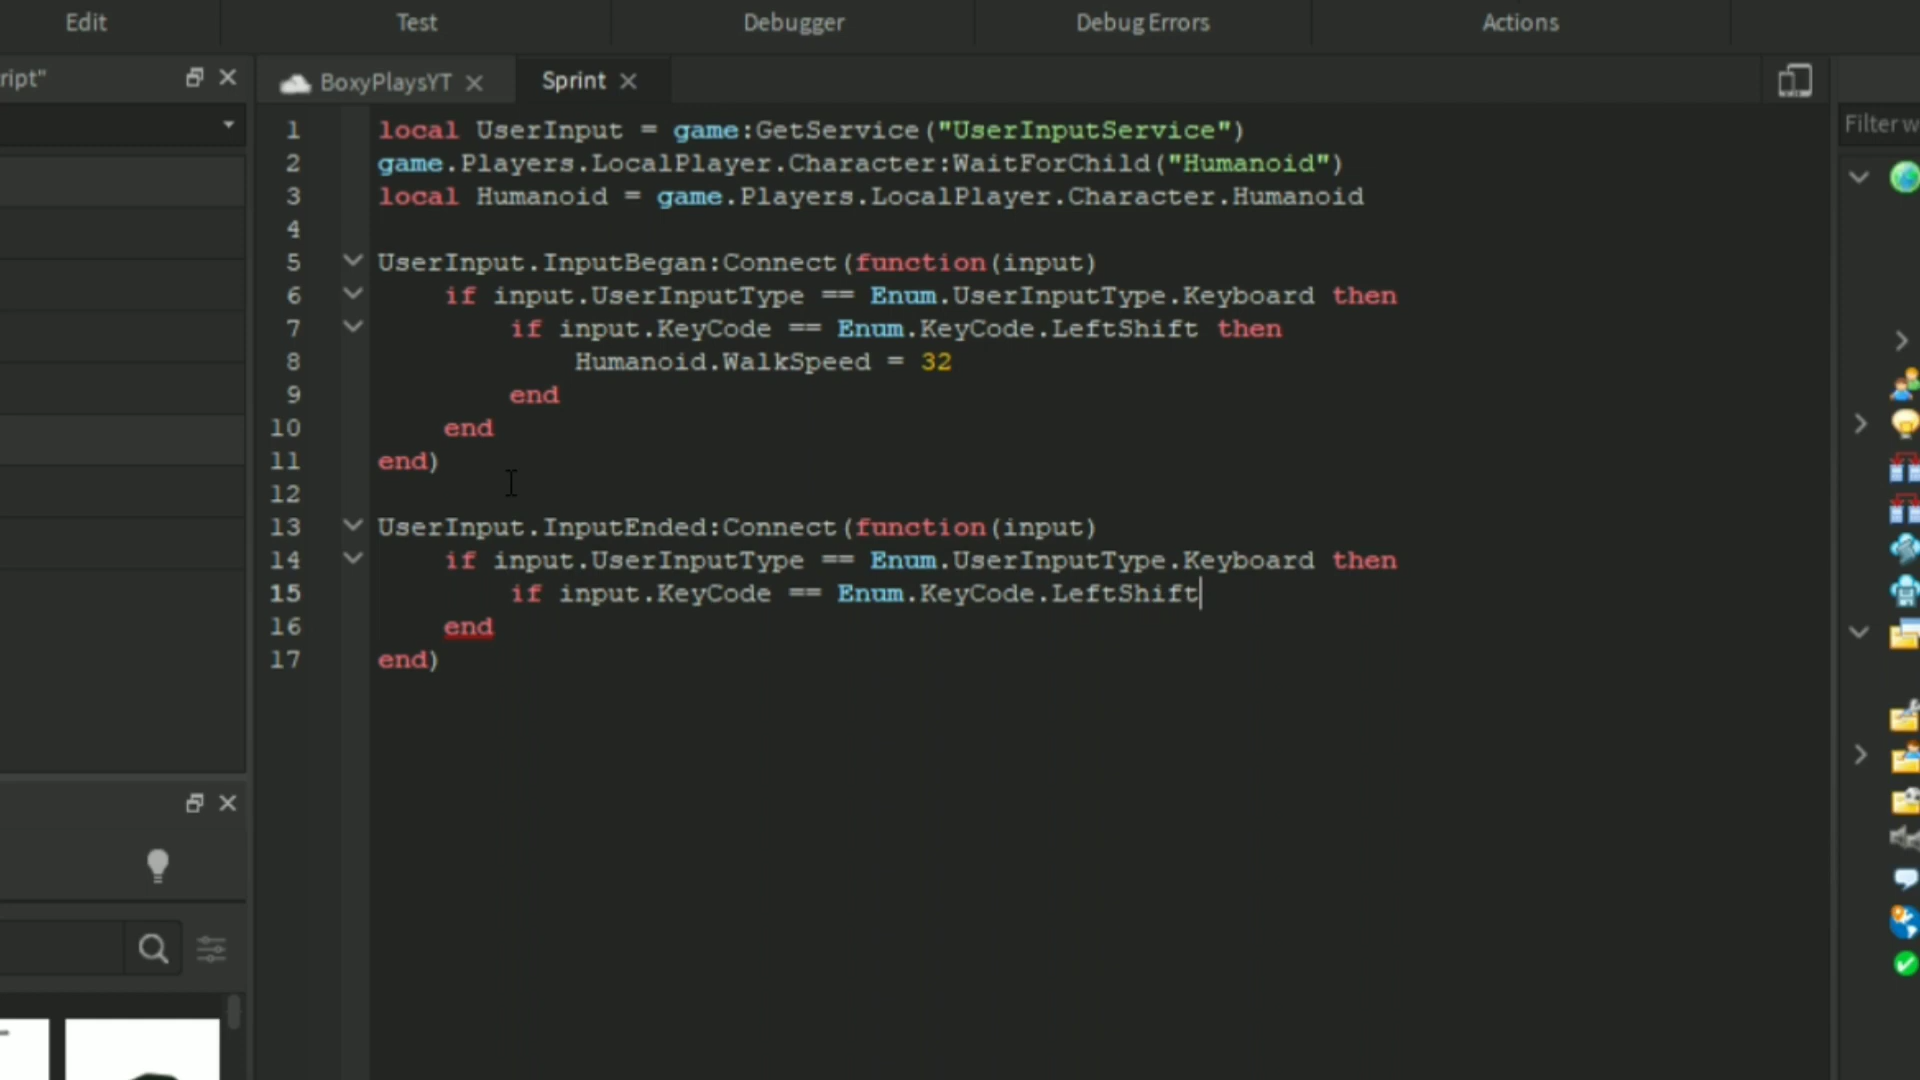 Edit Test Debugger Debug Errors Actions
ript"
BoxyPlaysYT Sprint
Filter w
1 local UserInput = game:GetService("UserInputService")
2 game.Players.LocalPlayer.Character:WaitForChild("Humanoid")
3 local Humanoid = game.Players.LocalPlayer.Character.Humanoid
4
5 UserInput.InputBegan:Connect(function(input)
6 if input.UserInputType == Enum.UserInputType.Keyboard then
7 if input.KeyCode == Enum.KeyCode.LeftShift then
8 Humanoid.WalkSpeed = 32
9 end
10 end
11 end)
12
13 UserInput.InputEnded:Connect(function(input)
14 if input.UserInputType == Enum.UserInputType.Keyboard then
15 if input.KeyCode == Enum.KeyCode.LeftShift
16 end
17 end)